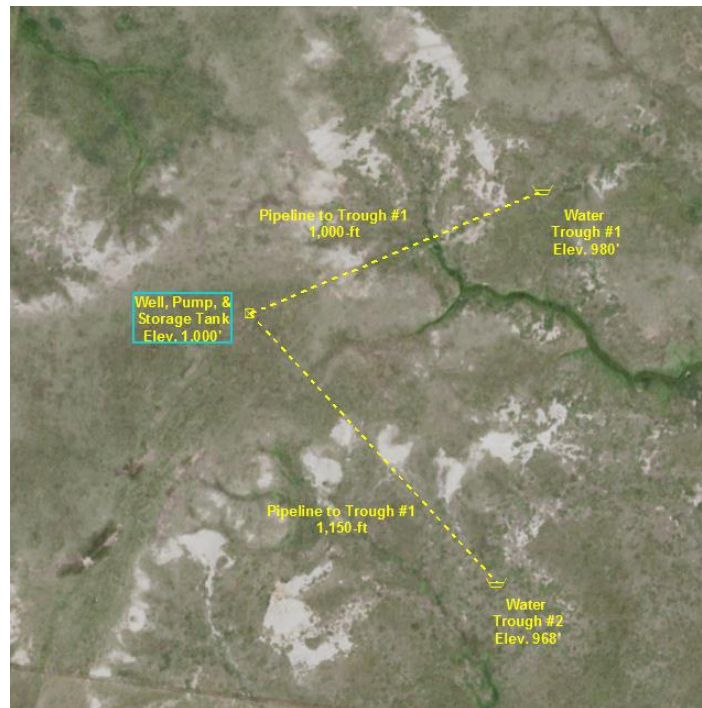 Pipeline to Trough #1
1,000-ft
Water
Trough #1
Elev. 980'
Well, Pump, &
Storage Tank
Elev. 1.000'
Pipeline to Trough #1
1,150-ft
Water
Trough #2
Elev. 968'